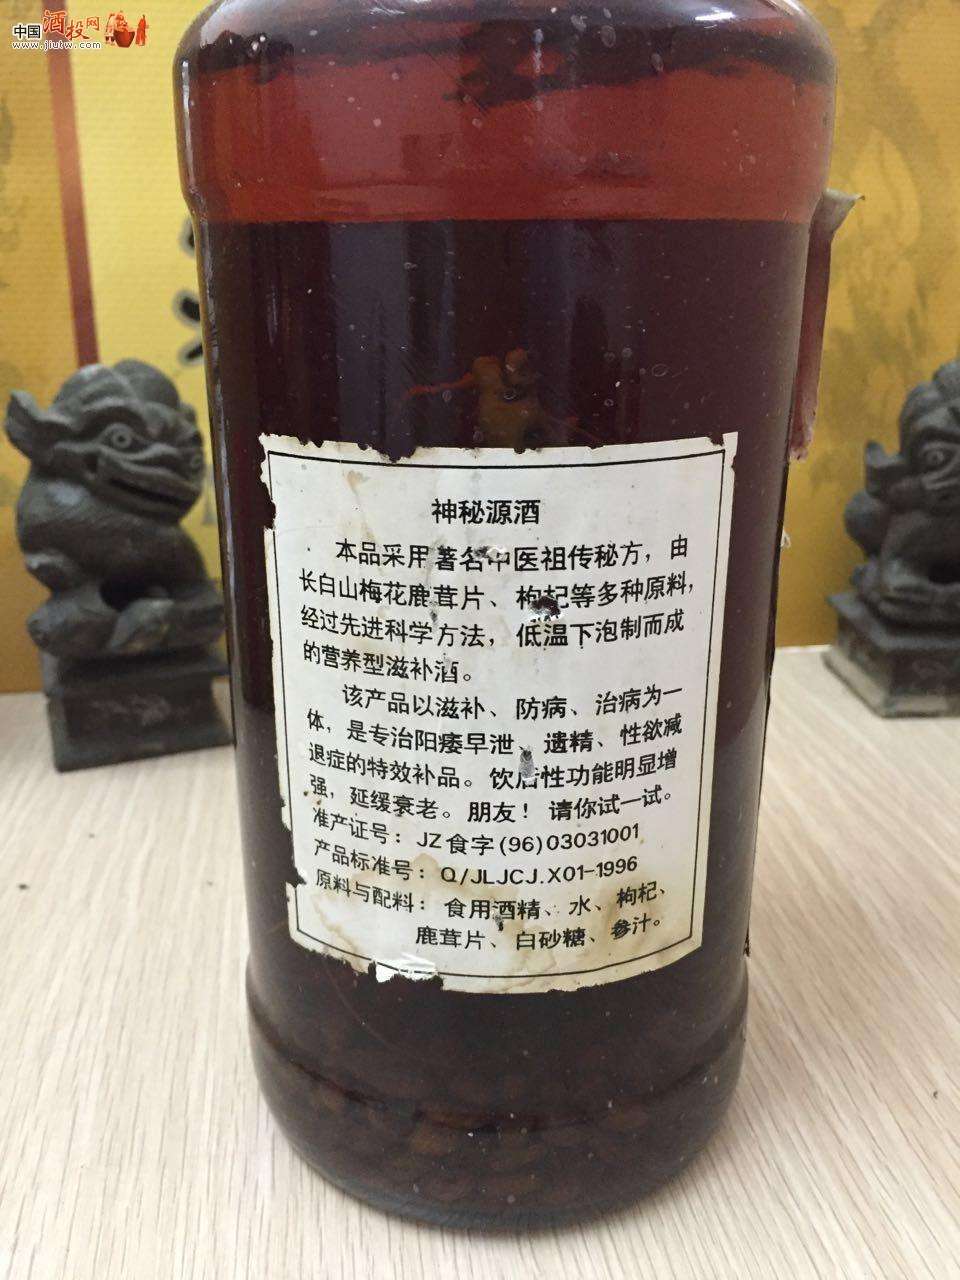 中国酒投网
www.jiutw.com
神秘源酒
本品采用著名中医祖传秘方，由
长白山梅花鹿茸片、枸杞等多种原料，
经过先进科学方法，低温下泡制而成
的营养型滋补酒。
该产品以滋补、防病、治病为一
体，是专治阳痿早泄、遗精、性欲减
退症的特效补品。饮后性功能明显增
强，延缓衰老。朋友！请你试一试。
准产证号：JZ食字(96)03031001
产品标准号：Q/JLJCJ.X01-1996
原料与配料：食用酒精、水、枸杞、
鹿茸片、白砂糖、参汁。